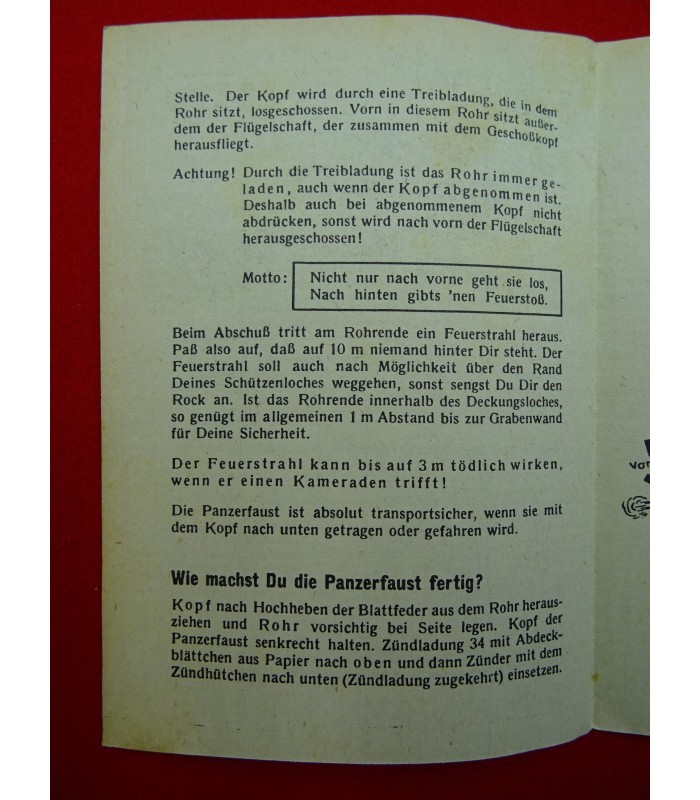 Stelle. Der Kopf wird durch eine Treibladung, die in dem
Rohr sitzt, losgeschossen. Vorn in diesem Rohr sitzt außer-
dem der Flügelschaft, der zusammen mit dem Geschoßkopf
herausfliegt.
Achtung! Durch die Treibladung ist das Rohr immer ge-
laden, auch wenn der Kopf abgenommen ist.
Deshalb auch bei abgenommenem Kopf nicht
abdrücken, sonst wird nach vorn der Flügelschaft
herausgeschossen!
Motto: Nicht nur nach vorne geht sie los,
Nach hinten gibts 'nen Feuerstoß.
Beim Abschuß tritt am Rohrende ein Feuerstrahl heraus.
Paß also auf, daß auf 10 m niemand hinter Dir steht. Der
Feuerstrahl soll auch nach Möglichkeit über den Rand
Deines Schützenloches weggehen, sonst sengst Du Dir den
Rock an. Ist das Rohrende innerhalb des Deckungsloches,
so genügt im allgemeinen 1 m Abstand bis zur Grabenwand
für Deine Sicherheit.
Der Feuerstrahl kann bis auf 3 m tödlich wirken,
wenn er einen Kameraden trifft!
Die Panzerfaust ist absolut transportsicher, wenn sie mit
dem Kopf nach unten getragen oder gefahren wird.
Wie machst Du die Panzerfaust fertig?
Kopf nach Hochheben der Blattfeder aus dem Rohr heraus-
ziehen und Rohr vorsichtig bei Seite legen. Kopf der
Panzerfaust senkrecht halten. Zündladung 34 mit Abdeck-
blättchen aus Papier nach oben und dann Zünder mit dem
Zündhütchen nach unten (Zündladung zugekehrt) einsetzen.